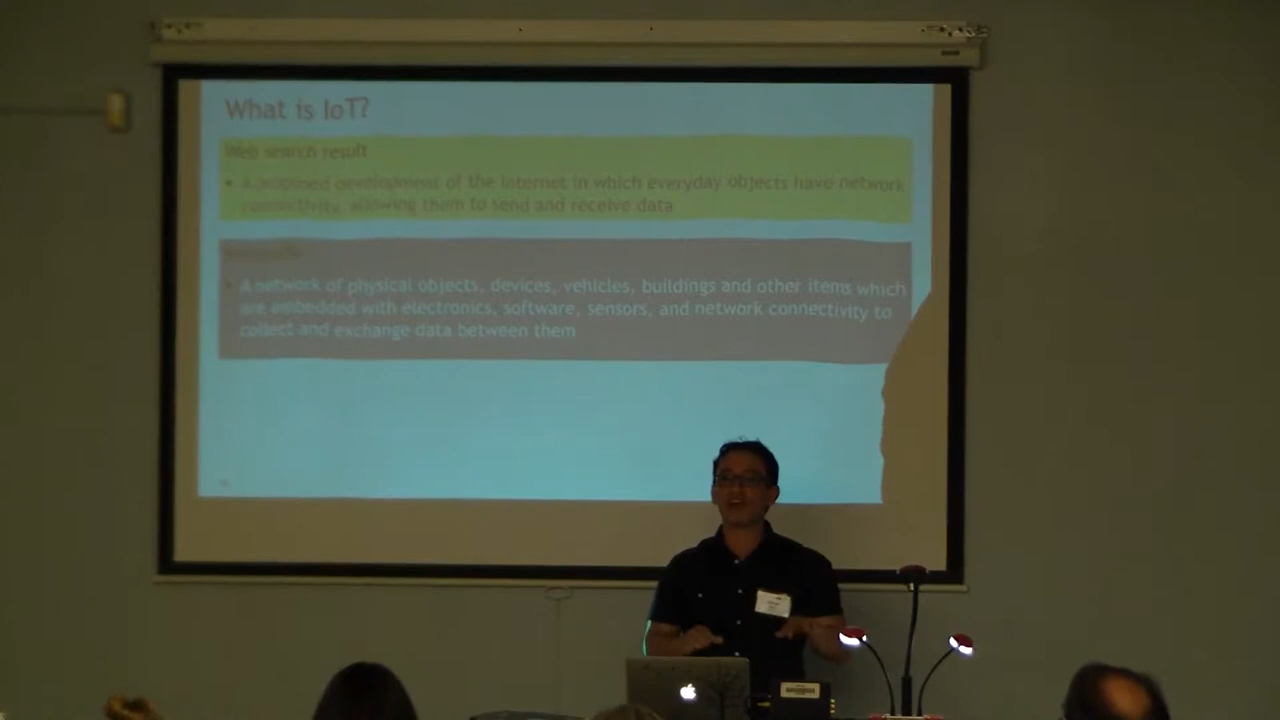 What is IoT?
Web search result
• A proposed development of the internet in which everyday objects have network
connectivity, allowing them to send and receive data
• A network of physical objects, devices, vehicles, buildings and other items which
are embedded with electronics, software, sensors, and network connectivity to
collect and exchange data between them